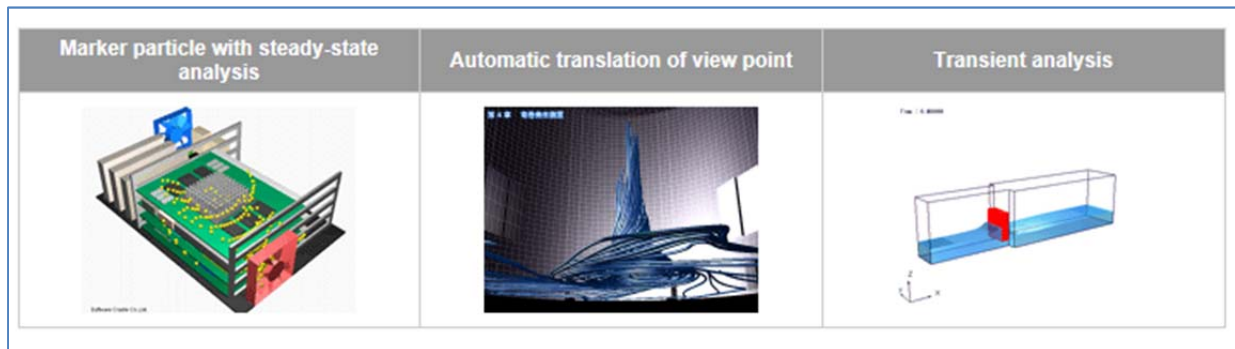 Marker particle with steady-state
analysis
Automatic translation of view point
Transient analysis
Software Cradle Co.,Ltd.
Z
Y
X